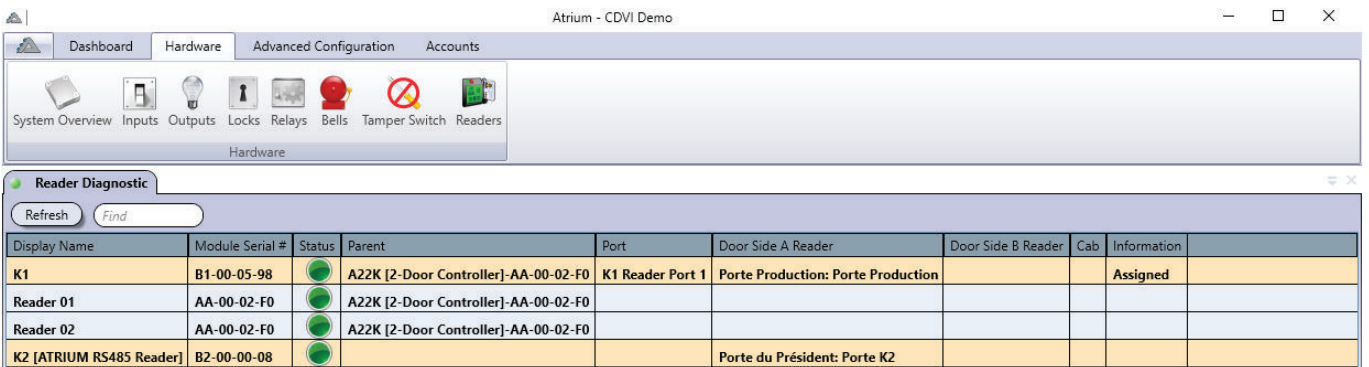 Atrium - CDVI Demo
Dashboard Hardware Advanced Configuration Accounts
System Overview Inputs Outputs Locks Relays Bells Tamper Switch Readers
Hardware
Reader Diagnostic
Refresh Find
Display Name Module Serial # Status Parent Port Door Side A Reader Door Side B Reader Cab Information
K1 B1-00-05-98 A22K [2-Door Controller]-AA-00-02-F0 K1 Reader Port 1 Porte Production: Porte Production Assigned
Reader 01 AA-00-02-F0 A22K [2-Door Controller]-AA-00-02-F0
Reader 02 AA-00-02-F0 A22K [2-Door Controller]-AA-00-02-F0
K2 [ATRIUM RS485 Reader] B2-00-00-08 Porte du Président: Porte K2